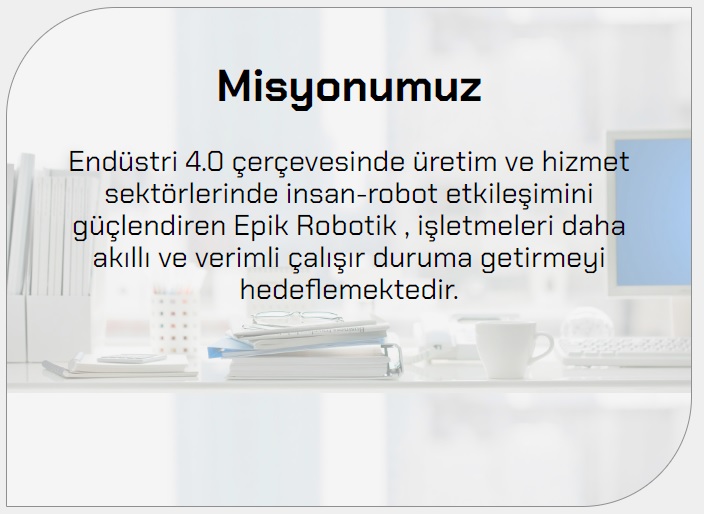 Misyonumuz
Endüstri 4.0 çerçevesinde üretim ve hizmet
sektörlerinde insan-robot etkileşimini
güçlendiren Epik Robotik , işletmeleri daha
akıllı ve verimli çalışır duruma getirmeyi
hedeflemektedir.